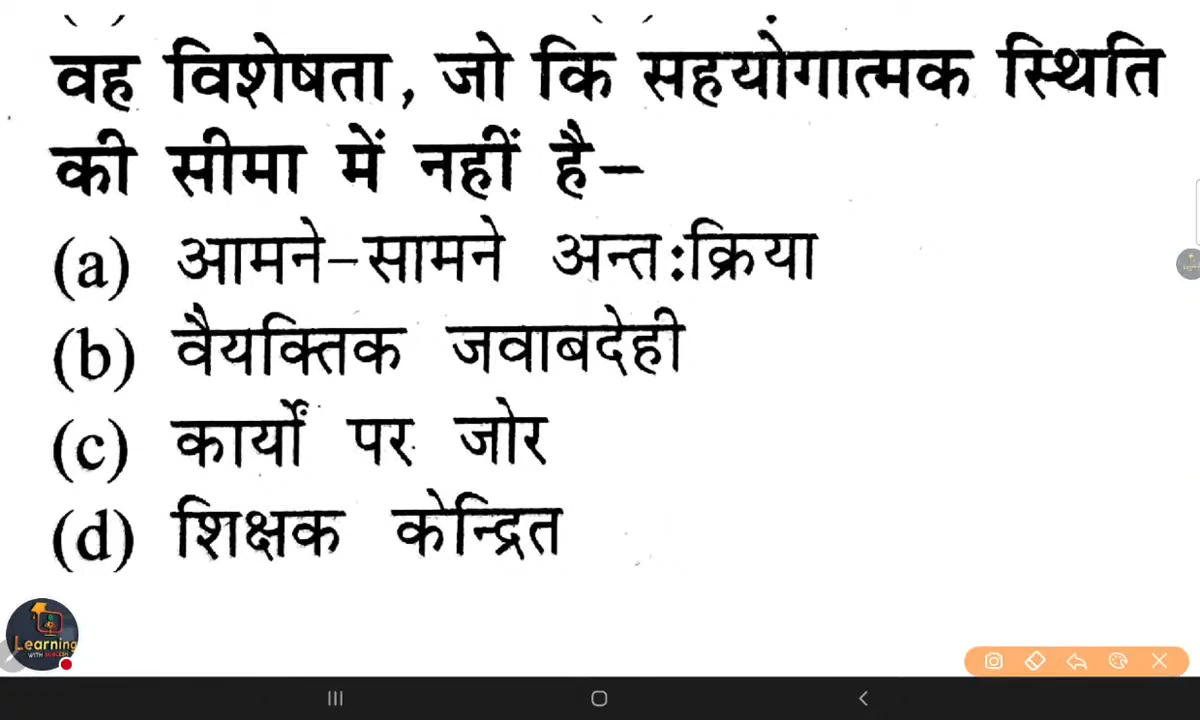 वह विशेषता, जो कि सहयोगात्मक स्थिति
की सीमा में नहीं है–
(a) आमने-सामने अन्त:क्रिया
(b) वैयक्तिक जवाबदेही
(c) कार्यों पर जोर
(d) शिक्षक केन्द्रित
Learning